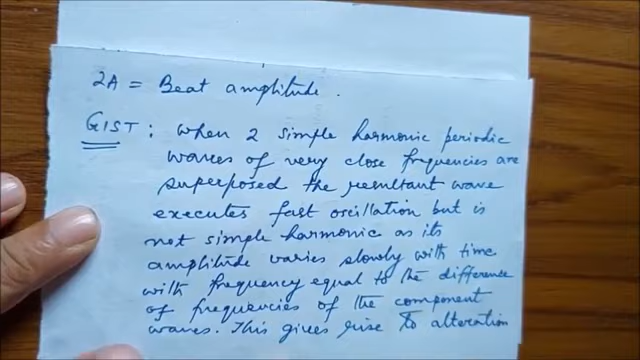 2A = Beat amplitude.
GIST: When 2 simple harmonic periodic
waves of very close frequencies are
superposed the resultant wave
executes fast oscillation but is
not simple harmonic as its
amplitude varies slowly with time
with frequency equal to the difference
of frequencies of the component
waves. This gives rise to alteration